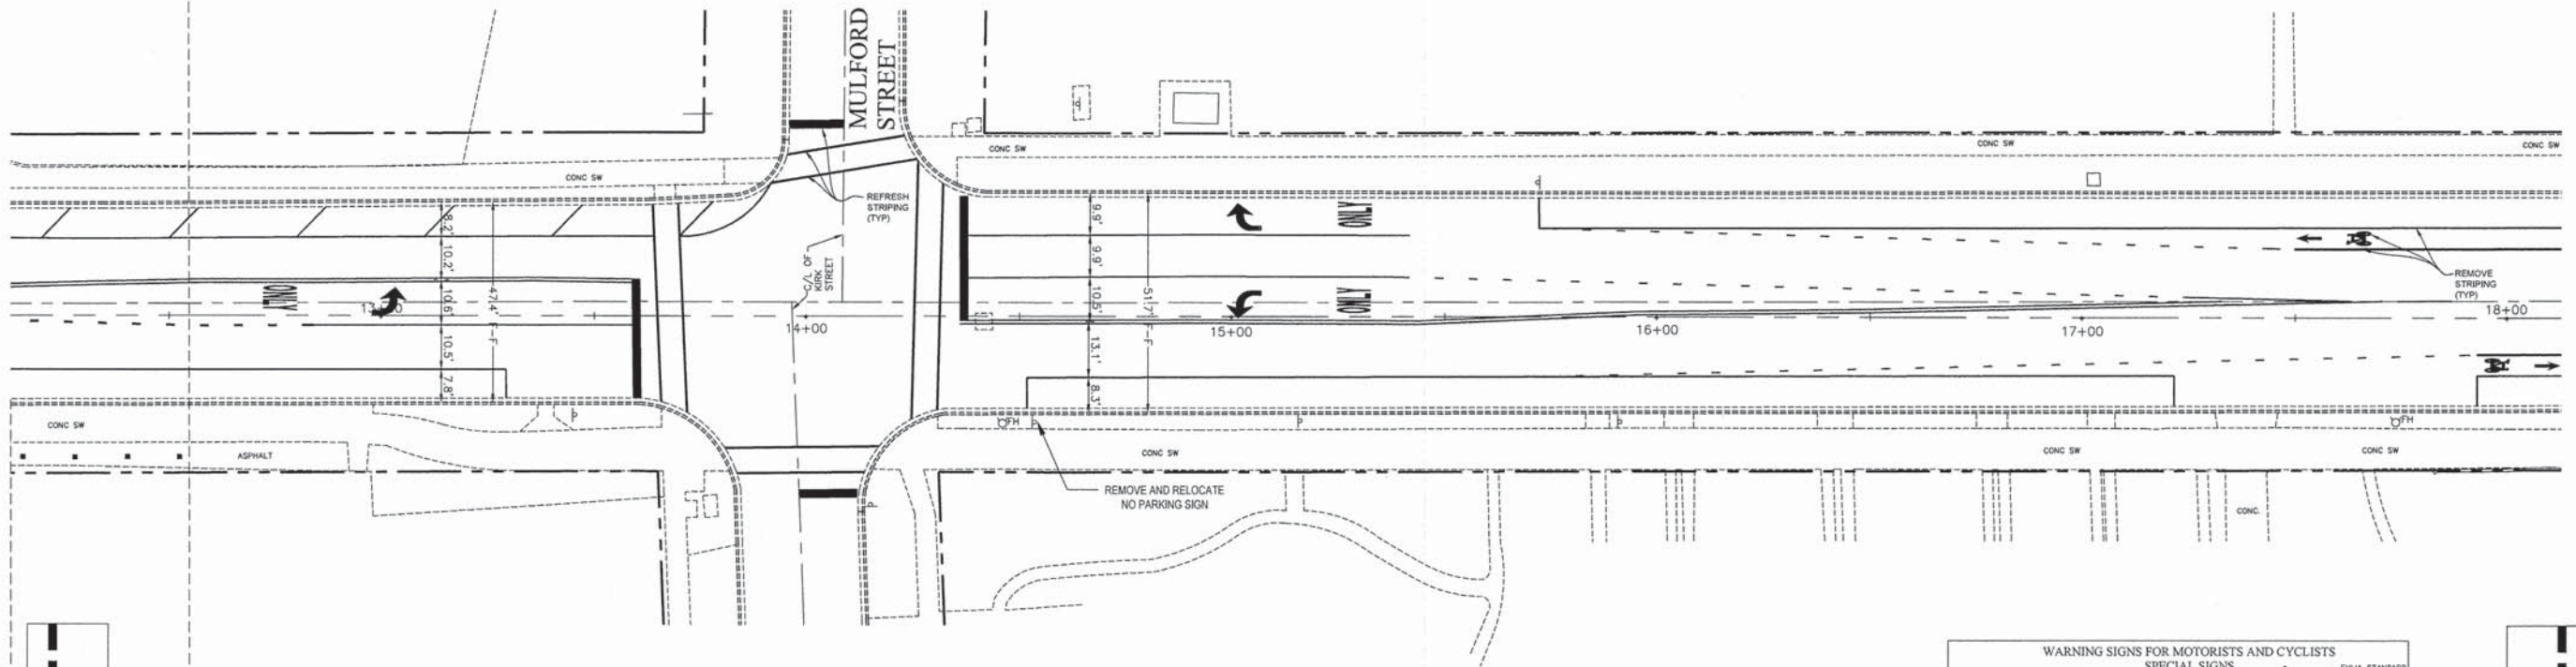 MULFORD
STREET
CONC SW
CONC SW
CONC SW
CONC SW
REFRESH
STRIPING
(TYP)
C/L OF
KIRK
STREET
8.2'
10.2'
10.6'
10.5'
7.8'
47.4' F-F
9.9'
9.9'
10.5'
13.1'
8.3'
51.7' F-F
ONLY
ONLY
ONLY
REMOVE
STRIPING
(TYP)
14+00
15+00
16+00
17+00
18+00
CONC SW
ASPHALT
FH
CONC SW
CONC SW
CONC SW
FH
REMOVE AND RELOCATE
NO PARKING SIGN
CONC.
WARNING SIGNS FOR MOTORISTS AND CYCLISTS
SPECIAL SIGNS